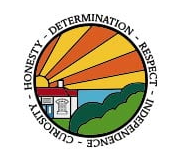 CURIOSITY - HONESTY - DETERMINATION - RESPECT - INDEPENDENCE -